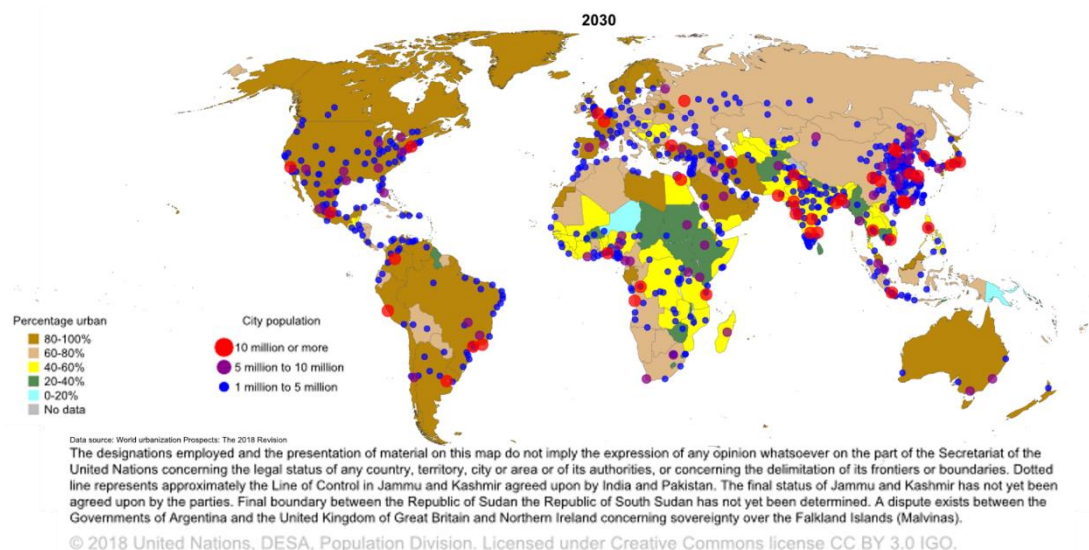 2030
Percentage urban
80-100%
60-80%
40-60%
20-40%
0-20%
No data
City population
10 million or more
5 million to 10 million
1 million to 5 million
Data source: World urbanization Prospects: The 2018 Revision
The designations employed and the presentation of material on this map do not imply the expression of any opinion whatsoever on the part of the Secretariat of the
United Nations concerning the legal status of any country, territory, city or area or of its authorities, or concerning the delimitation of its frontiers or boundaries. Dotted
line represents approximately the Line of Control in Jammu and Kashmir agreed upon by India and Pakistan. The final status of Jammu and Kashmir has not yet been
agreed upon by the parties. Final boundary between the Republic of Sudan the Republic of South Sudan has not yet been determined. A dispute exists between the
Governments of Argentina and the United Kingdom of Great Britain and Northern Ireland concerning sovereignty over the Falkland Islands (Malvinas).
© 2018 United Nations, DESA, Population Division. Licensed under Creative Commons license CC BY 3.0 IGO.